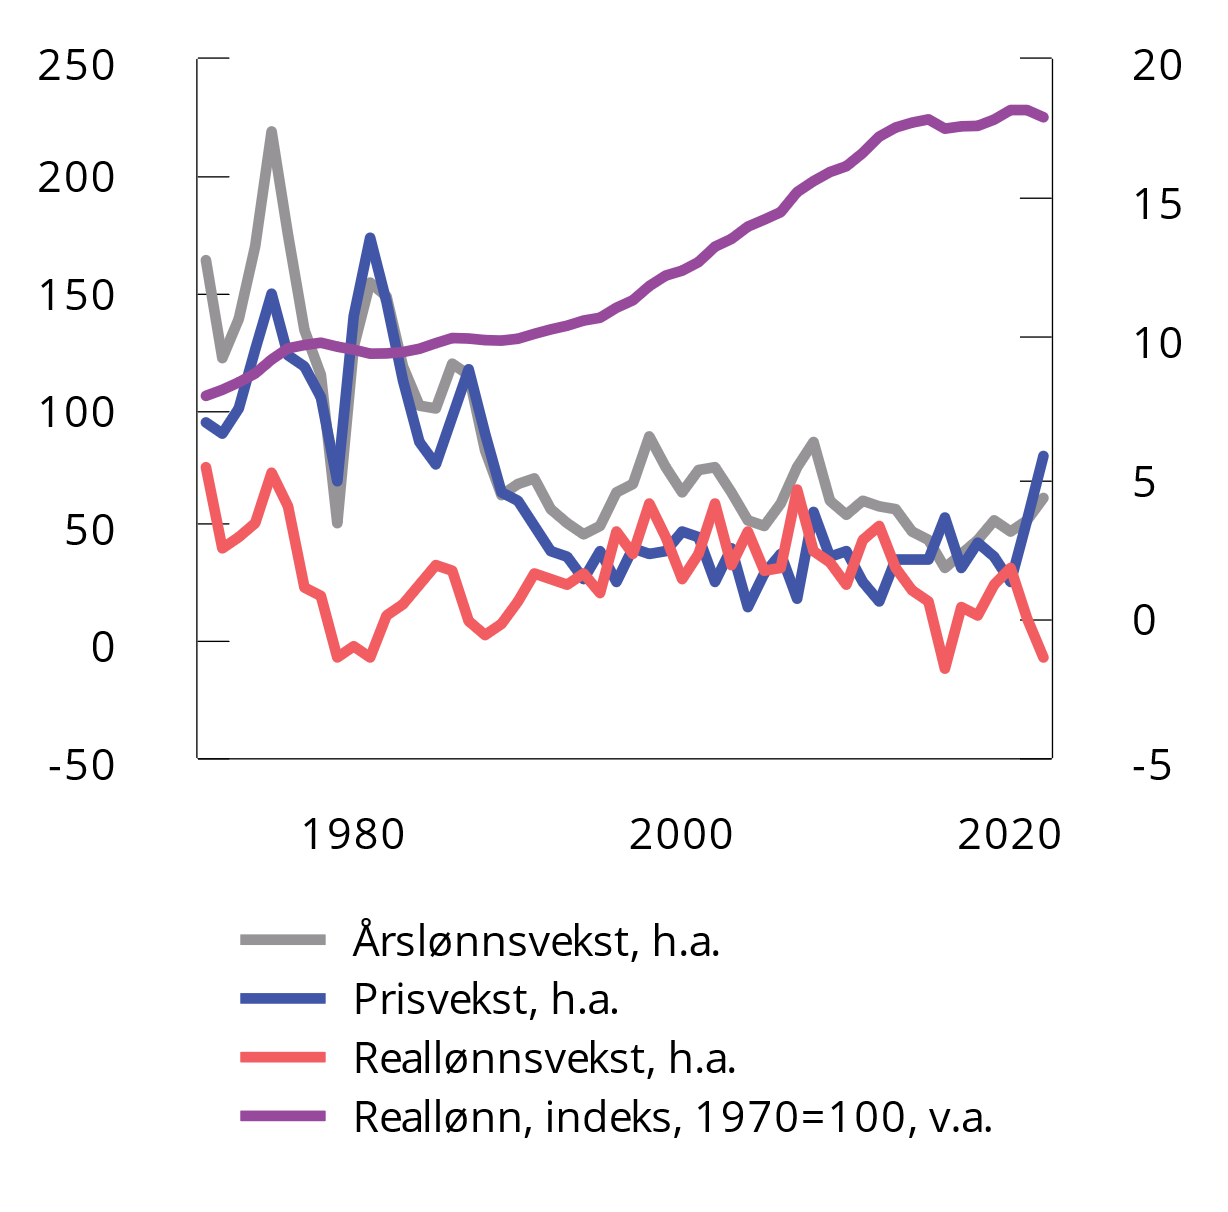 250
200
150
100
50
0
-50
20
15
10
5
0
-5
1980 2000 2020
Årslønnsvekst, h.a.
Prisvekst, h.a.
Reallønnsvekst, h.a.
Reallønn, indeks, 1970=100, v.a.